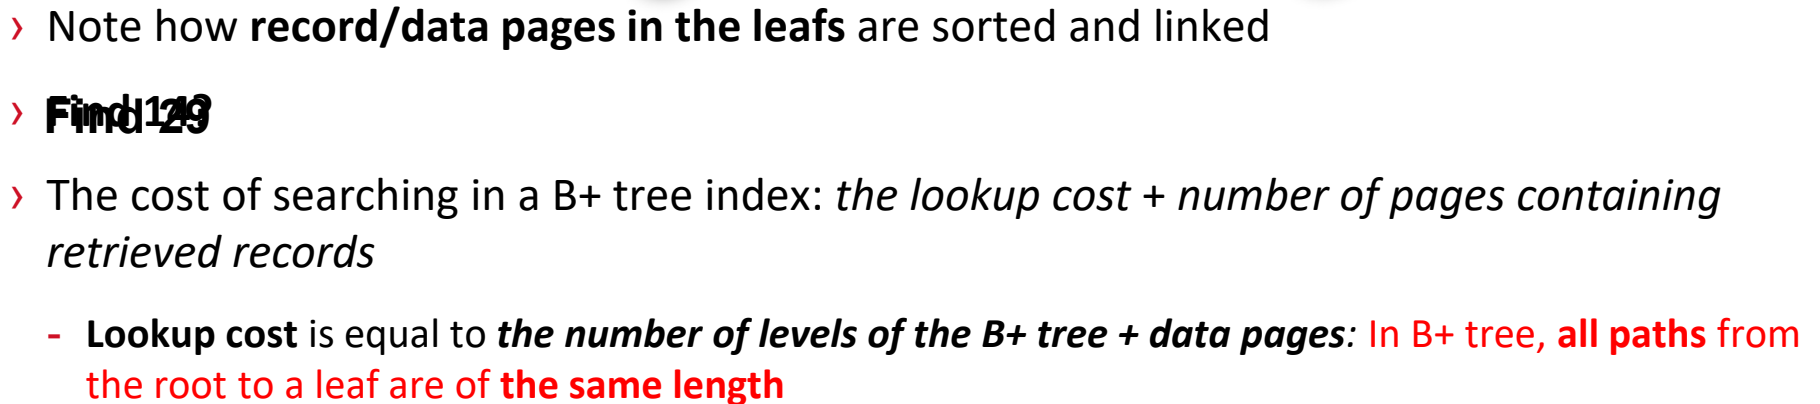 › Note how record/data pages in the leafs are sorted and linked
› Find
› The cost of searching in a B+ tree index: the lookup cost + number of pages containing
retrieved records
- Lookup cost is equal to the number of levels of the B+ tree + data pages: In B+ tree, all paths from
the root to a leaf are of the same length